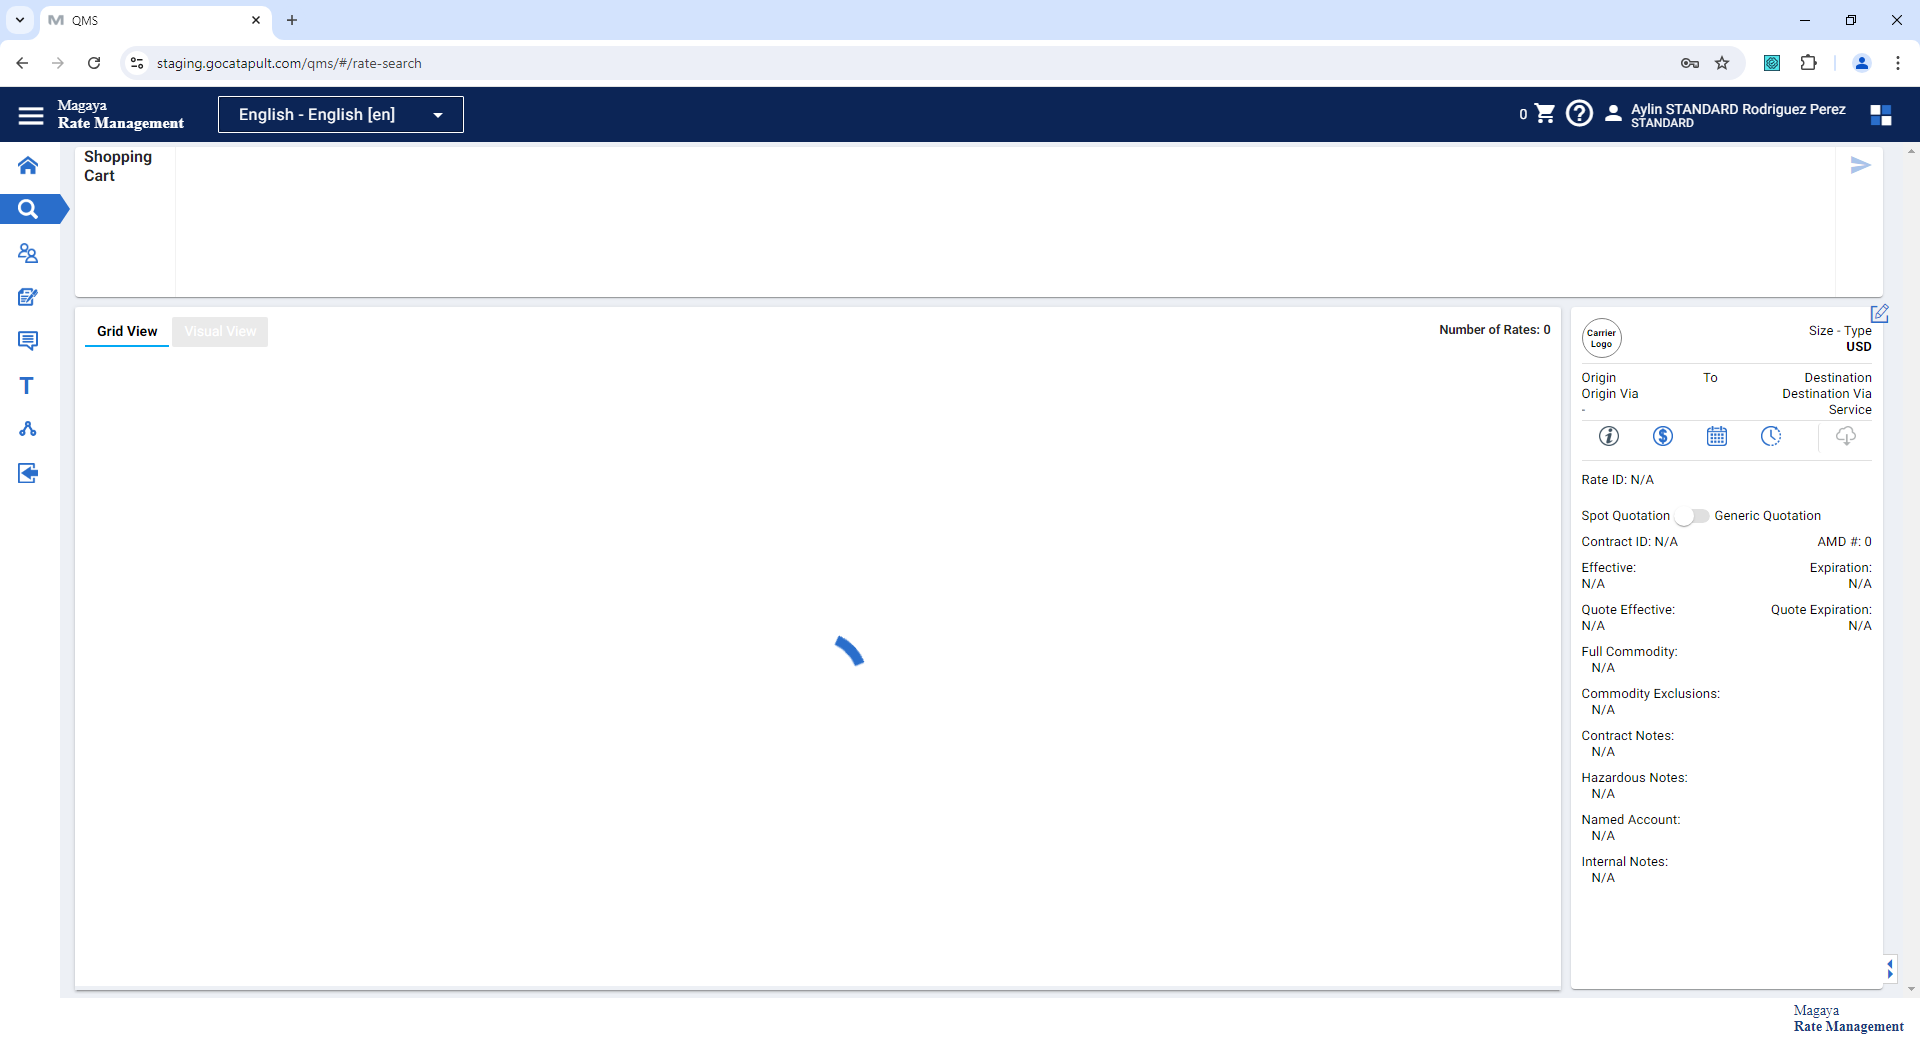 QMS
staging.gocatapult.com/qms/#/rate-search
Magaya
Rate Management
English - English [en]
0
Aylin STANDARD Rodriguez Perez
STANDARD
Shopping
Cart
Grid View
Visual View
Number of Rates: 0
Carrier
Logo
Size - Type
USD
Origin To Destination
Origin Via Destination Via
- Service
Rate ID: N/A
Spot Quotation Generic Quotation
Contract ID: N/A AMD #: 0
Effective: Expiration:
N/A N/A
Quote Effective: Quote Expiration:
N/A N/A
Full Commodity:
N/A
Commodity Exclusions:
N/A
Contract Notes:
N/A
Hazardous Notes:
N/A
Named Account:
N/A
Internal Notes:
N/A
Magaya
Rate Management